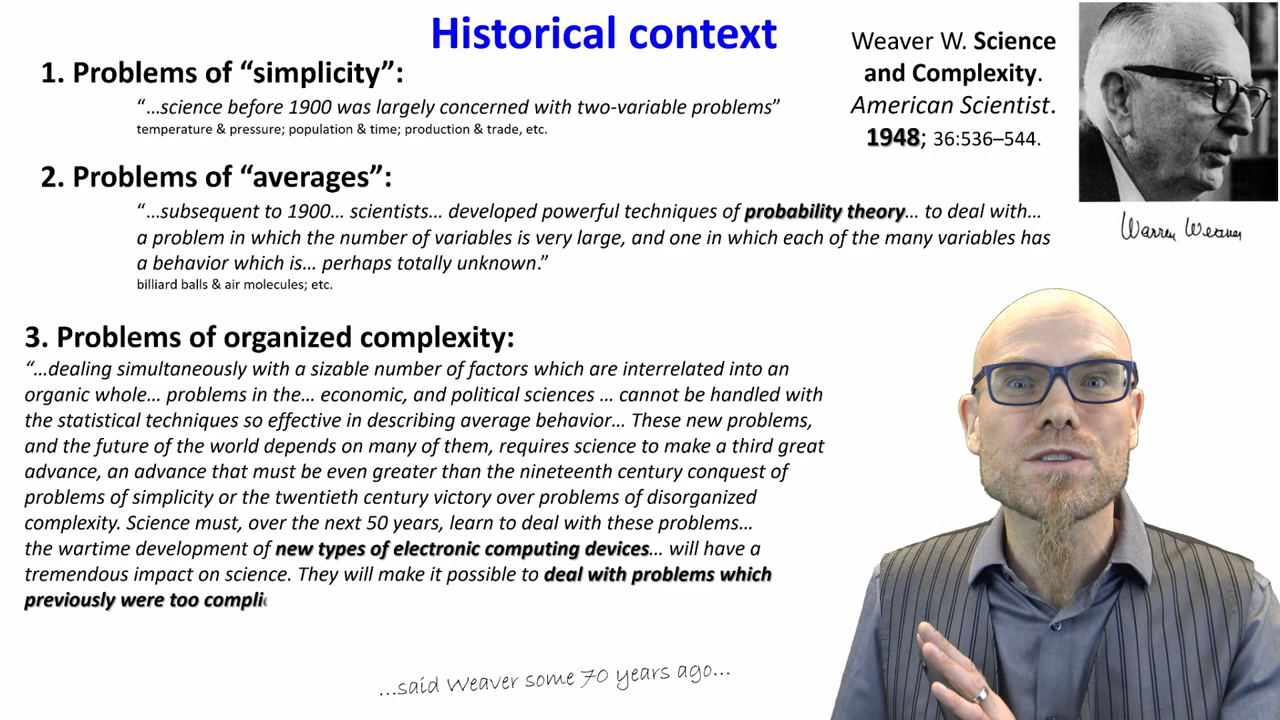 Historical context
1. Problems of “simplicity”:
“…science before 1900 was largely concerned with two-variable problems”
temperature & pressure; population & time; production & trade, etc.
Weaver W. Science
and Complexity.
American Scientist.
1948; 36:536–544.
Warren Weaver
2. Problems of “averages”:
“…subsequent to 1900… scientists… developed powerful techniques of probability theory… to deal with…
a problem in which the number of variables is very large, and one in which each of the many variables has
a behavior which is… perhaps totally unknown.”
billiard balls & air molecules; etc.
3. Problems of organized complexity:
“…dealing simultaneously with a sizable number of factors which are interrelated into an
organic whole… problems in the… economic, and political sciences … cannot be handled with
the statistical techniques so effective in describing average behavior… These new problems,
and the future of the world depends on many of them, requires science to make a third great
advance, an advance that must be even greater than the nineteenth century conquest of
problems of simplicity or the twentieth century victory over problems of disorganized
complexity. Science must, over the next 50 years, learn to deal with these problems…
the wartime development of new types of electronic computing devices… will have a
tremendous impact on science. They will make it possible to deal with problems which
previously were too compli
…said Weaver some 70 years ago…